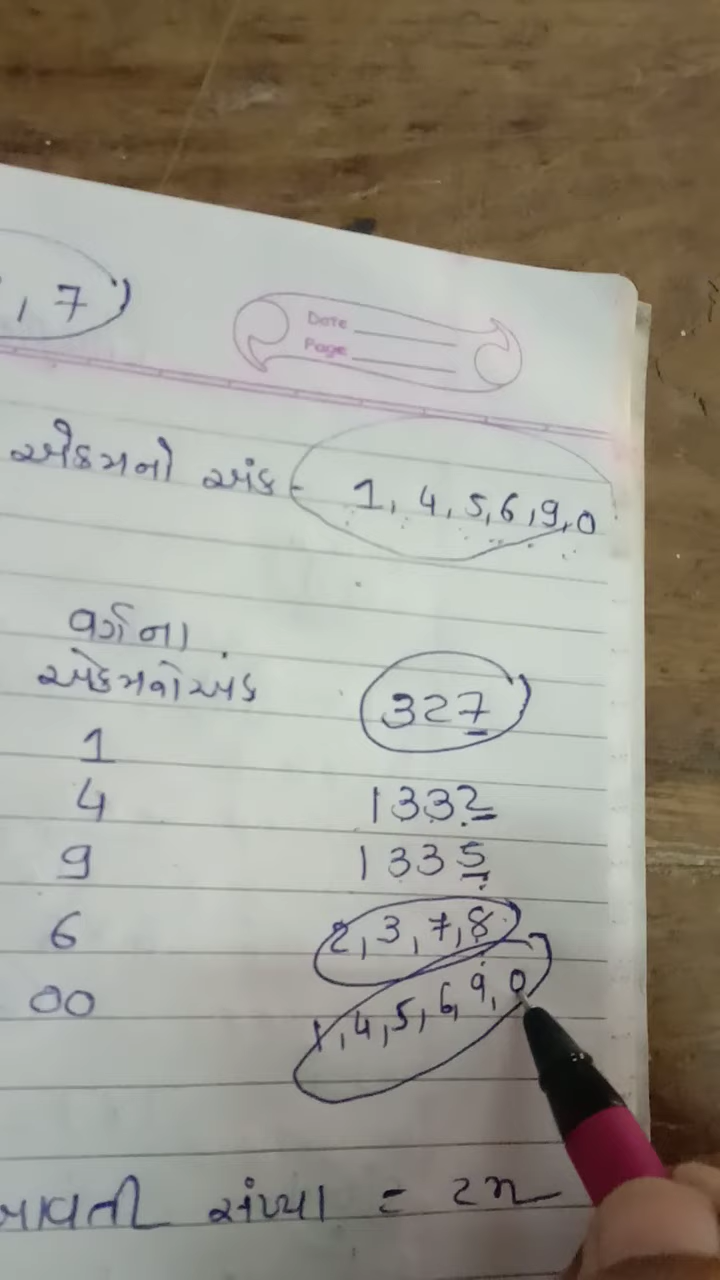 , 7
Date
Page
એકમનો અંક - 1, 4, 5, 6, 9, 0
વર્ગના
એકમનો અંક
327
1
4
1332
1335
9
6
2, 3, 7, 8
00
1, 4, 5, 6, 9, 0
આવતી સંખ્યા = 2n